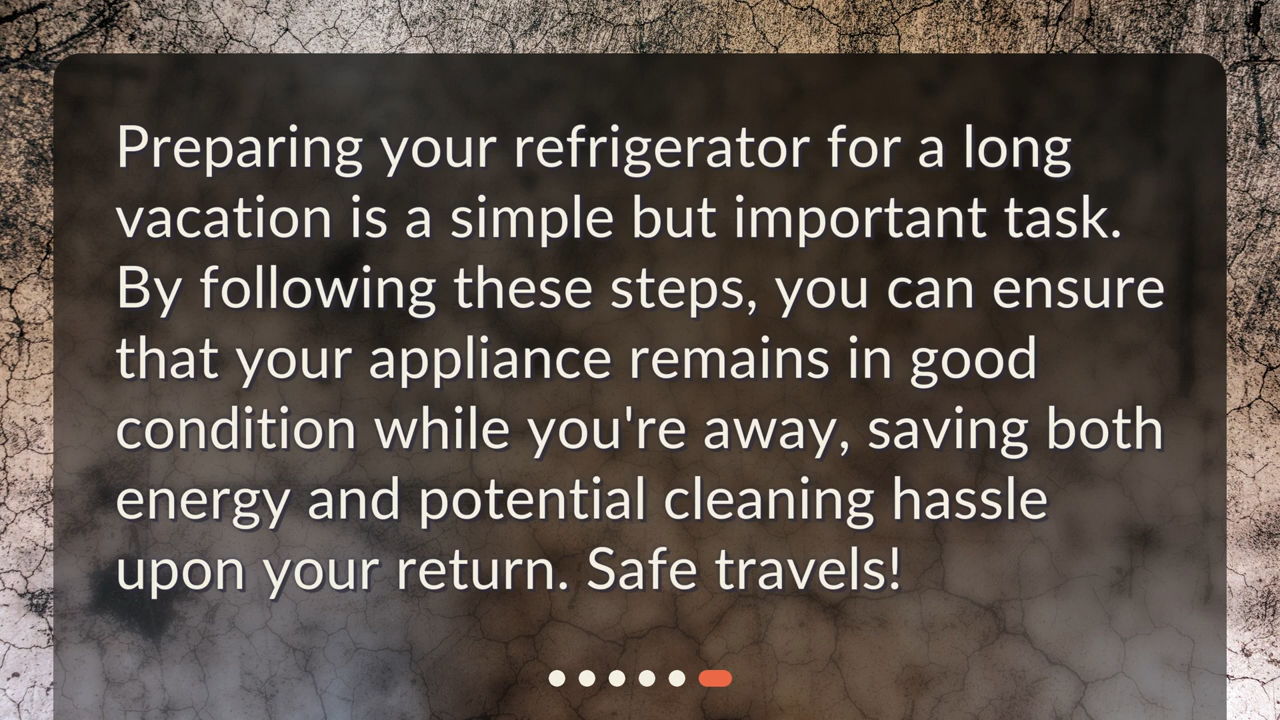 Preparing your refrigerator for a long
vacation is a simple but important task.
By following these steps, you can ensure
that your appliance remains in good
condition while you're away, saving both
energy and potential cleaning hassle
upon your return. Safe travels!